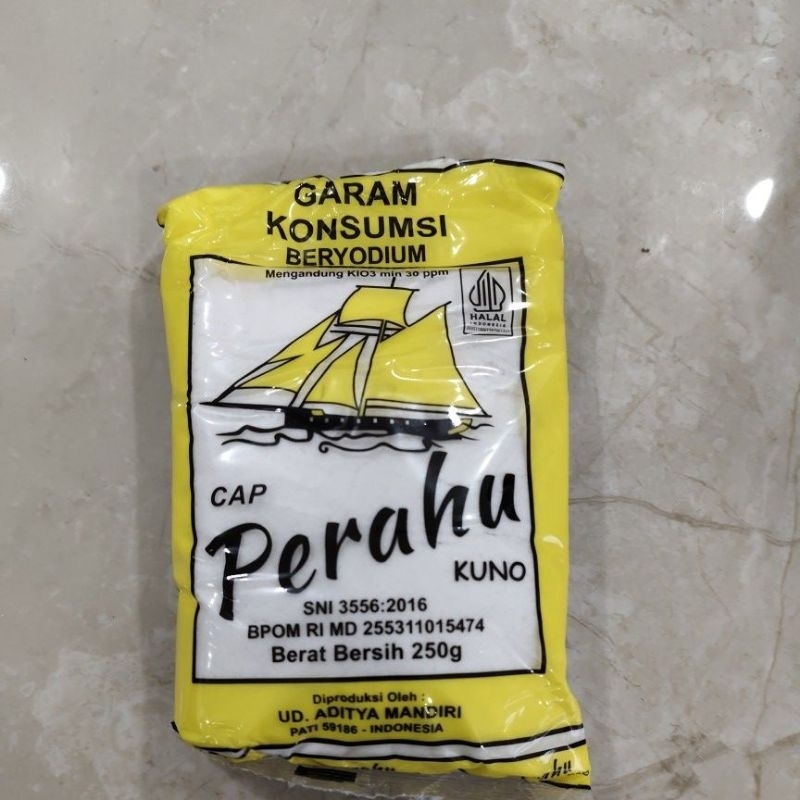 GARAM
KONSUMSI
BERYODIUM
Mengandung KIO3 min 30 ppm
HALAL
INDONESIA
CAP
Perahu
KUNO
SNI 3556:2016
BPOM RI MD 255311015474
Berat Bersih 250g
Diproduksi Oleh :
UD. ADITYA MANDIRI
PATI 59186 - INDONESIA